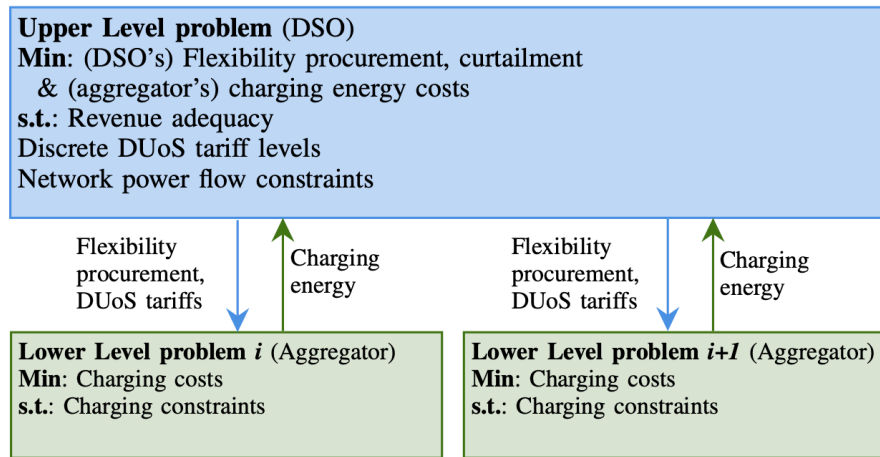 Upper Level problem (DSO)
Min: (DSO's) Flexibility procurement, curtailment
& (aggregator's) charging energy costs
s.t.: Revenue adequacy
Discrete DUoS tariff levels
Network power flow constraints
Flexibility
procurement,
DUoS tariffs
Charging
energy
Flexibility
procurement,
DUoS tariffs
Charging
energy
Lower Level problem i (Aggregator)
Min: Charging costs
s.t.: Charging constraints
Lower Level problem i+1 (Aggregator)
Min: Charging costs
s.t.: Charging constraints